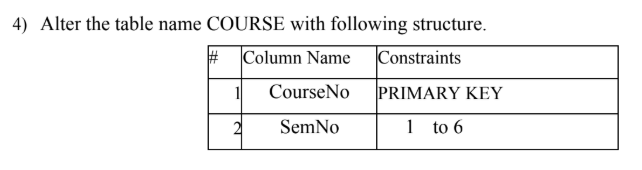 4) Alter the table name COURSE with following structure.
# Column Name Constraints
1 CourseNo PRIMARY KEY
2 SemNo 1 to 6